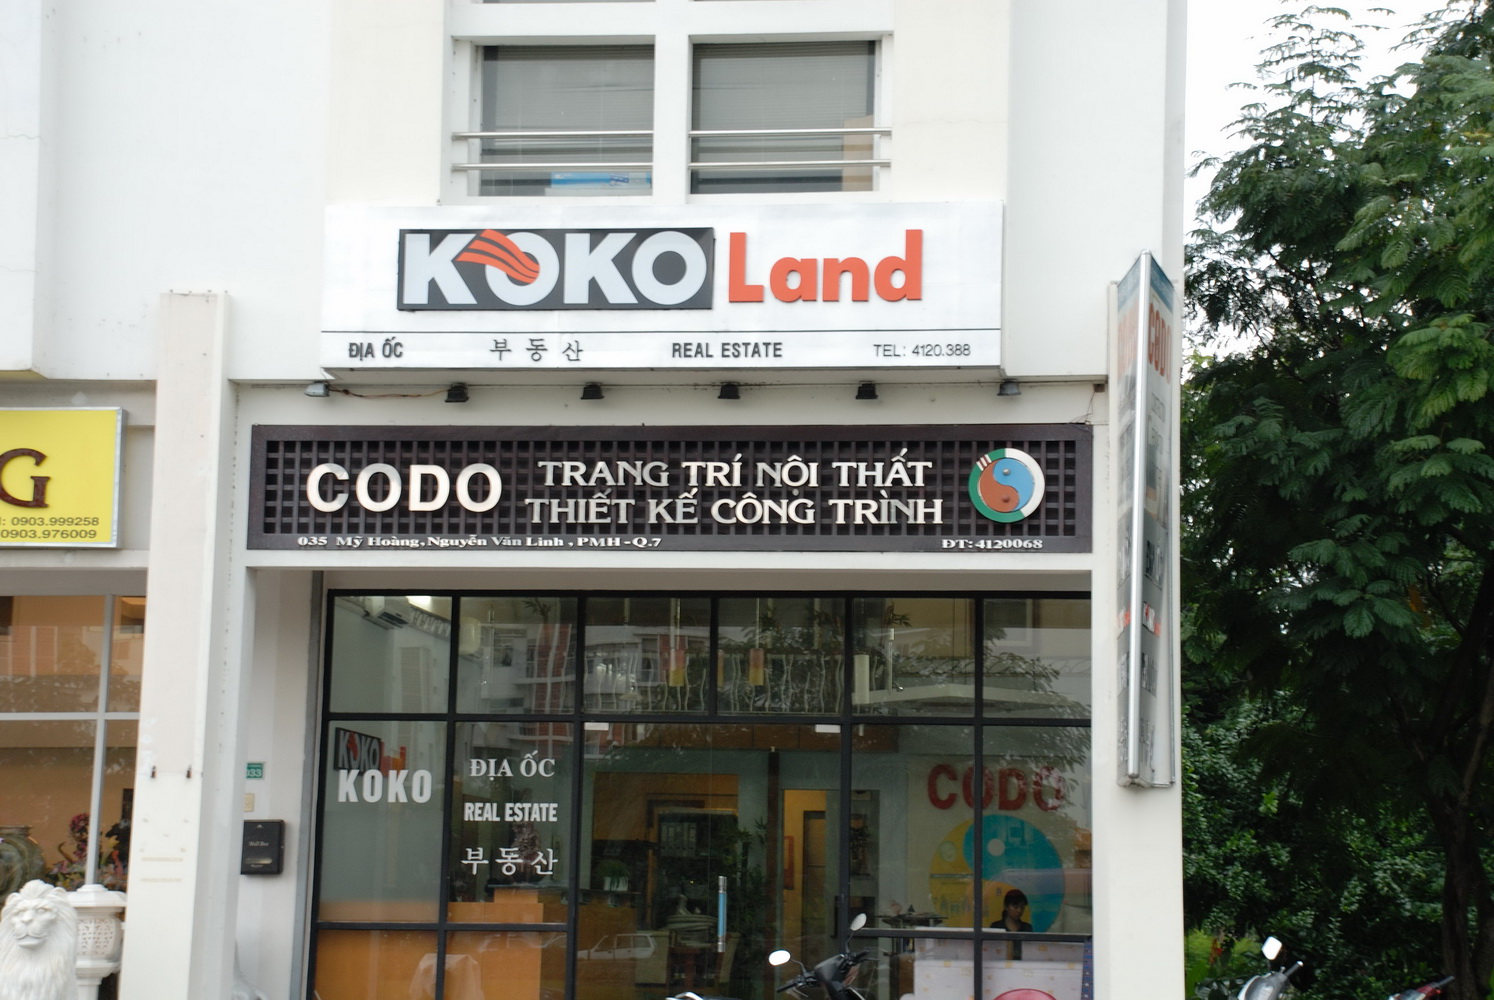 KOKO Land
ĐỊA ỐC 부동산 REAL ESTATE TEL: 4120.388
CODO
G
0903.999258
0903.976009
CODO
TRANG TRÍ NỘI THẤT
THIẾT KẾ CÔNG TRÌNH
035 Mỹ Hoàng, Nguyễn Văn Linh, PMH - Q.7 ĐT: 4120068
KOKO
KOKO
ĐỊA ỐC
REAL ESTATE
부동산
CODO
033